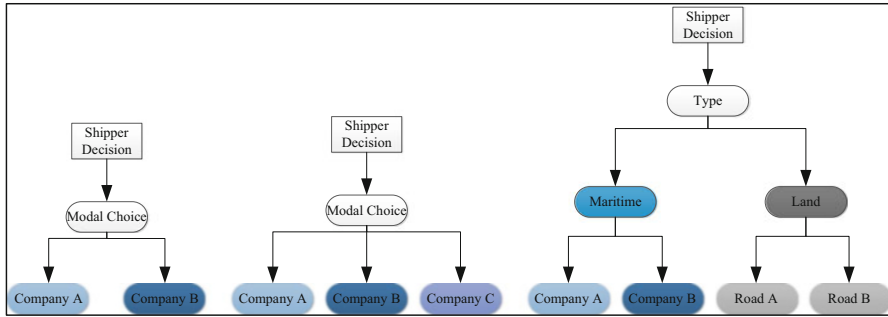 Shipper
Decision
Modal Choice
Company A
Company B
Shipper
Decision
Modal Choice
Company A
Company B
Company C
Shipper
Decision
Type
Maritime
Land
Company A
Company B
Road A
Road B